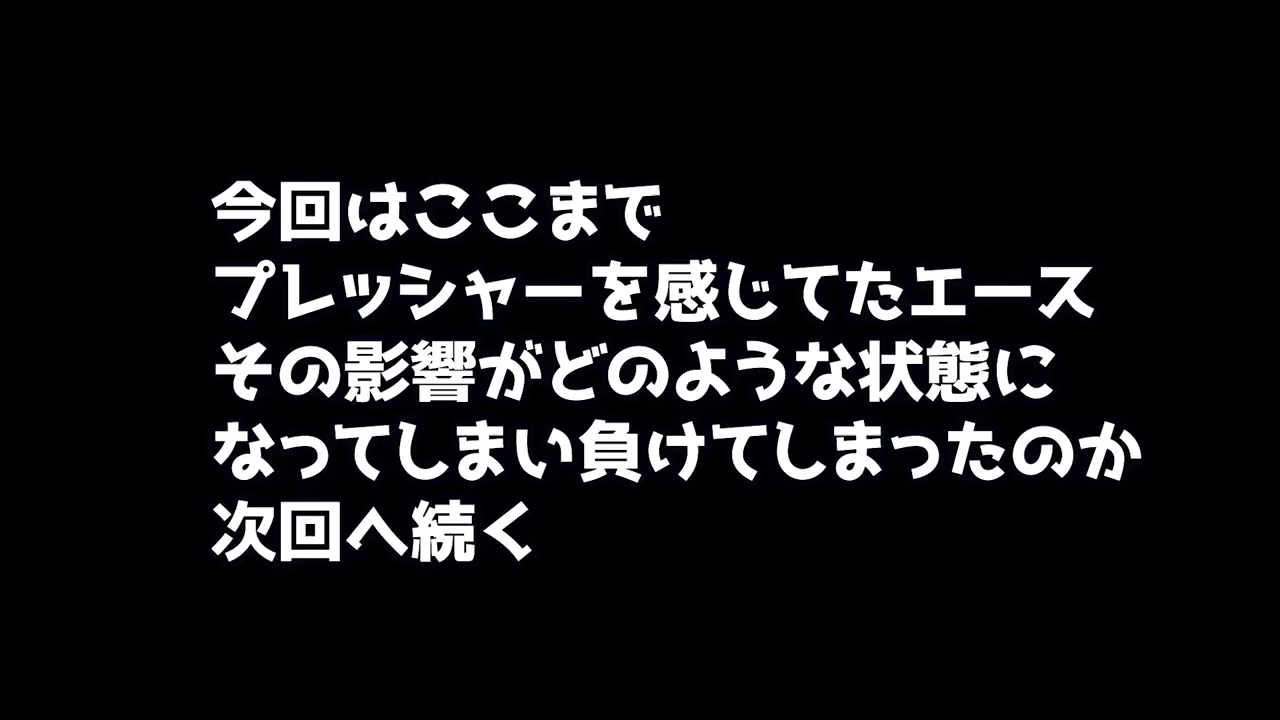 今回はここまで
プレッシャーを感じてたエース
その影響がどのような状態に
なってしまい負けてしまったのか
次回へ続く